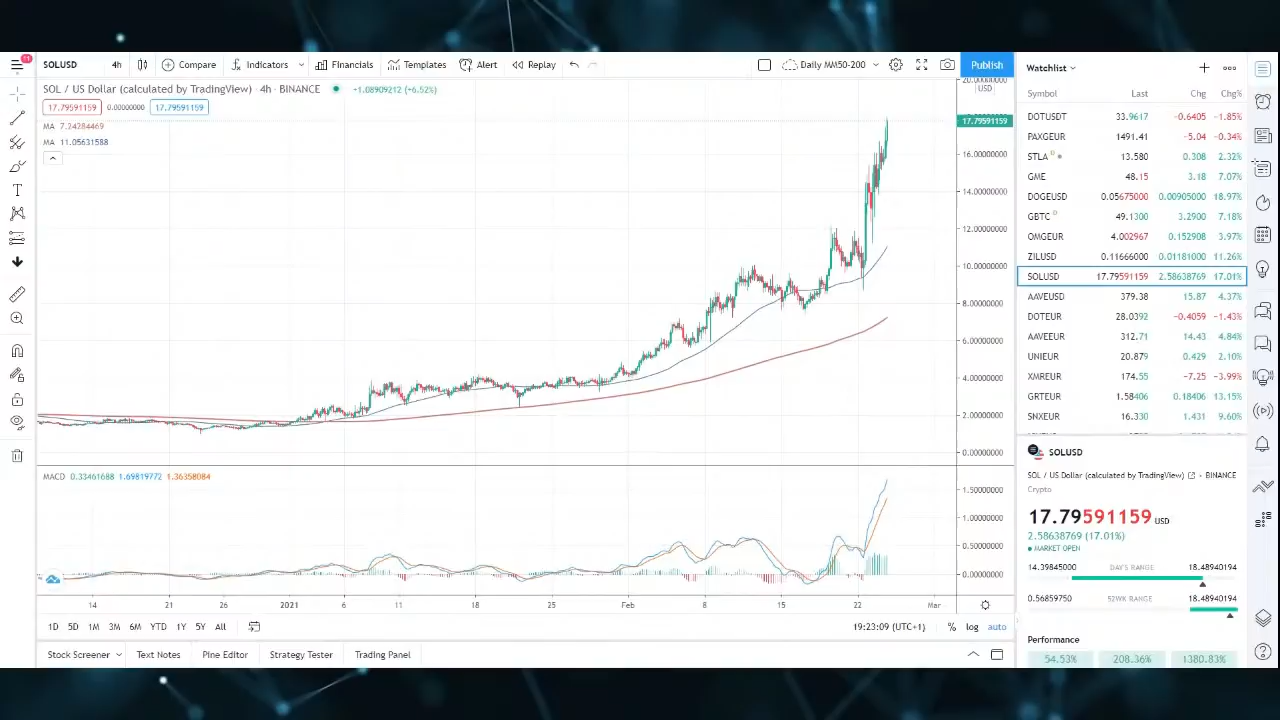 11
SOLUSD 4h Compare Indicators Financials Templates Alert Replay Daily MM50-200 Publish
SOL / US Dollar (calculated by TradingView) · 4h · BINANCE +1.08909212 (+6.52%)
17.79591159 0.00000000 17.79591159
MA 7.24284469
MA 11.05631588
USD
17.79591159
16.00000000
14.00000000
12.00000000
10.00000000
8.00000000
6.00000000
4.00000000
2.00000000
0.00000000
MACD 0.33461688 1.69819772 1.36358084
1.50000000
1.00000000
0.50000000
0.00000000
14 21 26 2021 6 11 18 25 Feb 8 15 22 Mar
1D 5D 1M 3M 6M YTD 1Y 5Y All 19:23:09 (UTC+1) % log auto
Stock Screener Text Notes Pine Editor Strategy Tester Trading Panel
Watchlist
Symbol Last Chg Chg%
DOTUSDT 33.9617 -0.6405 -1.85%
PAXGEUR 1491.41 -5.04 -0.34%
STLA D 13.580 0.308 2.32%
GME 48.15 3.18 7.07%
DOGEUSD 0.05675000 0.00905000 18.97%
GBTC D 49.1300 3.2900 7.18%
OMGEUR 4.002967 0.152908 3.97%
ZILUSD 0.11666000 0.01181000 11.26%
SOLUSD 17.79591159 2.58638769 17.01%
AAVEUSD 379.38 15.87 4.37%
DOTEUR 28.0392 -0.4059 -1.43%
AAVEEUR 312.71 14.43 4.84%
UNIEUR 20.879 0.429 2.10%
XMREUR 174.55 -7.25 -3.99%
GRTEUR 1.58406 0.18406 13.15%
SNXEUR 16.330 1.431 9.60%
SOLUSD
SOL / US Dollar (calculated by TradingView) · BINANCE
Crypto
17.79591159 USD
2.58638769 (17.01%)
MARKET OPEN
14.39845000 DAY'S RANGE 18.48940194
0.56859750 52WK RANGE 18.48940194
Performance
54.53% 208.36% 1380.83%